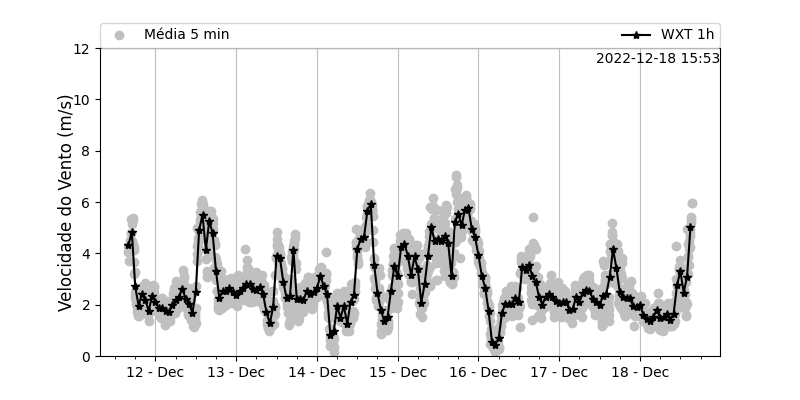 Média 5 min
WXT 1h
2022-12-18 15:53
Velocidade do Vento (m/s)
12
10
8
6
4
2
0
12 - Dec
13 - Dec
14 - Dec
15 - Dec
16 - Dec
17 - Dec
18 - Dec